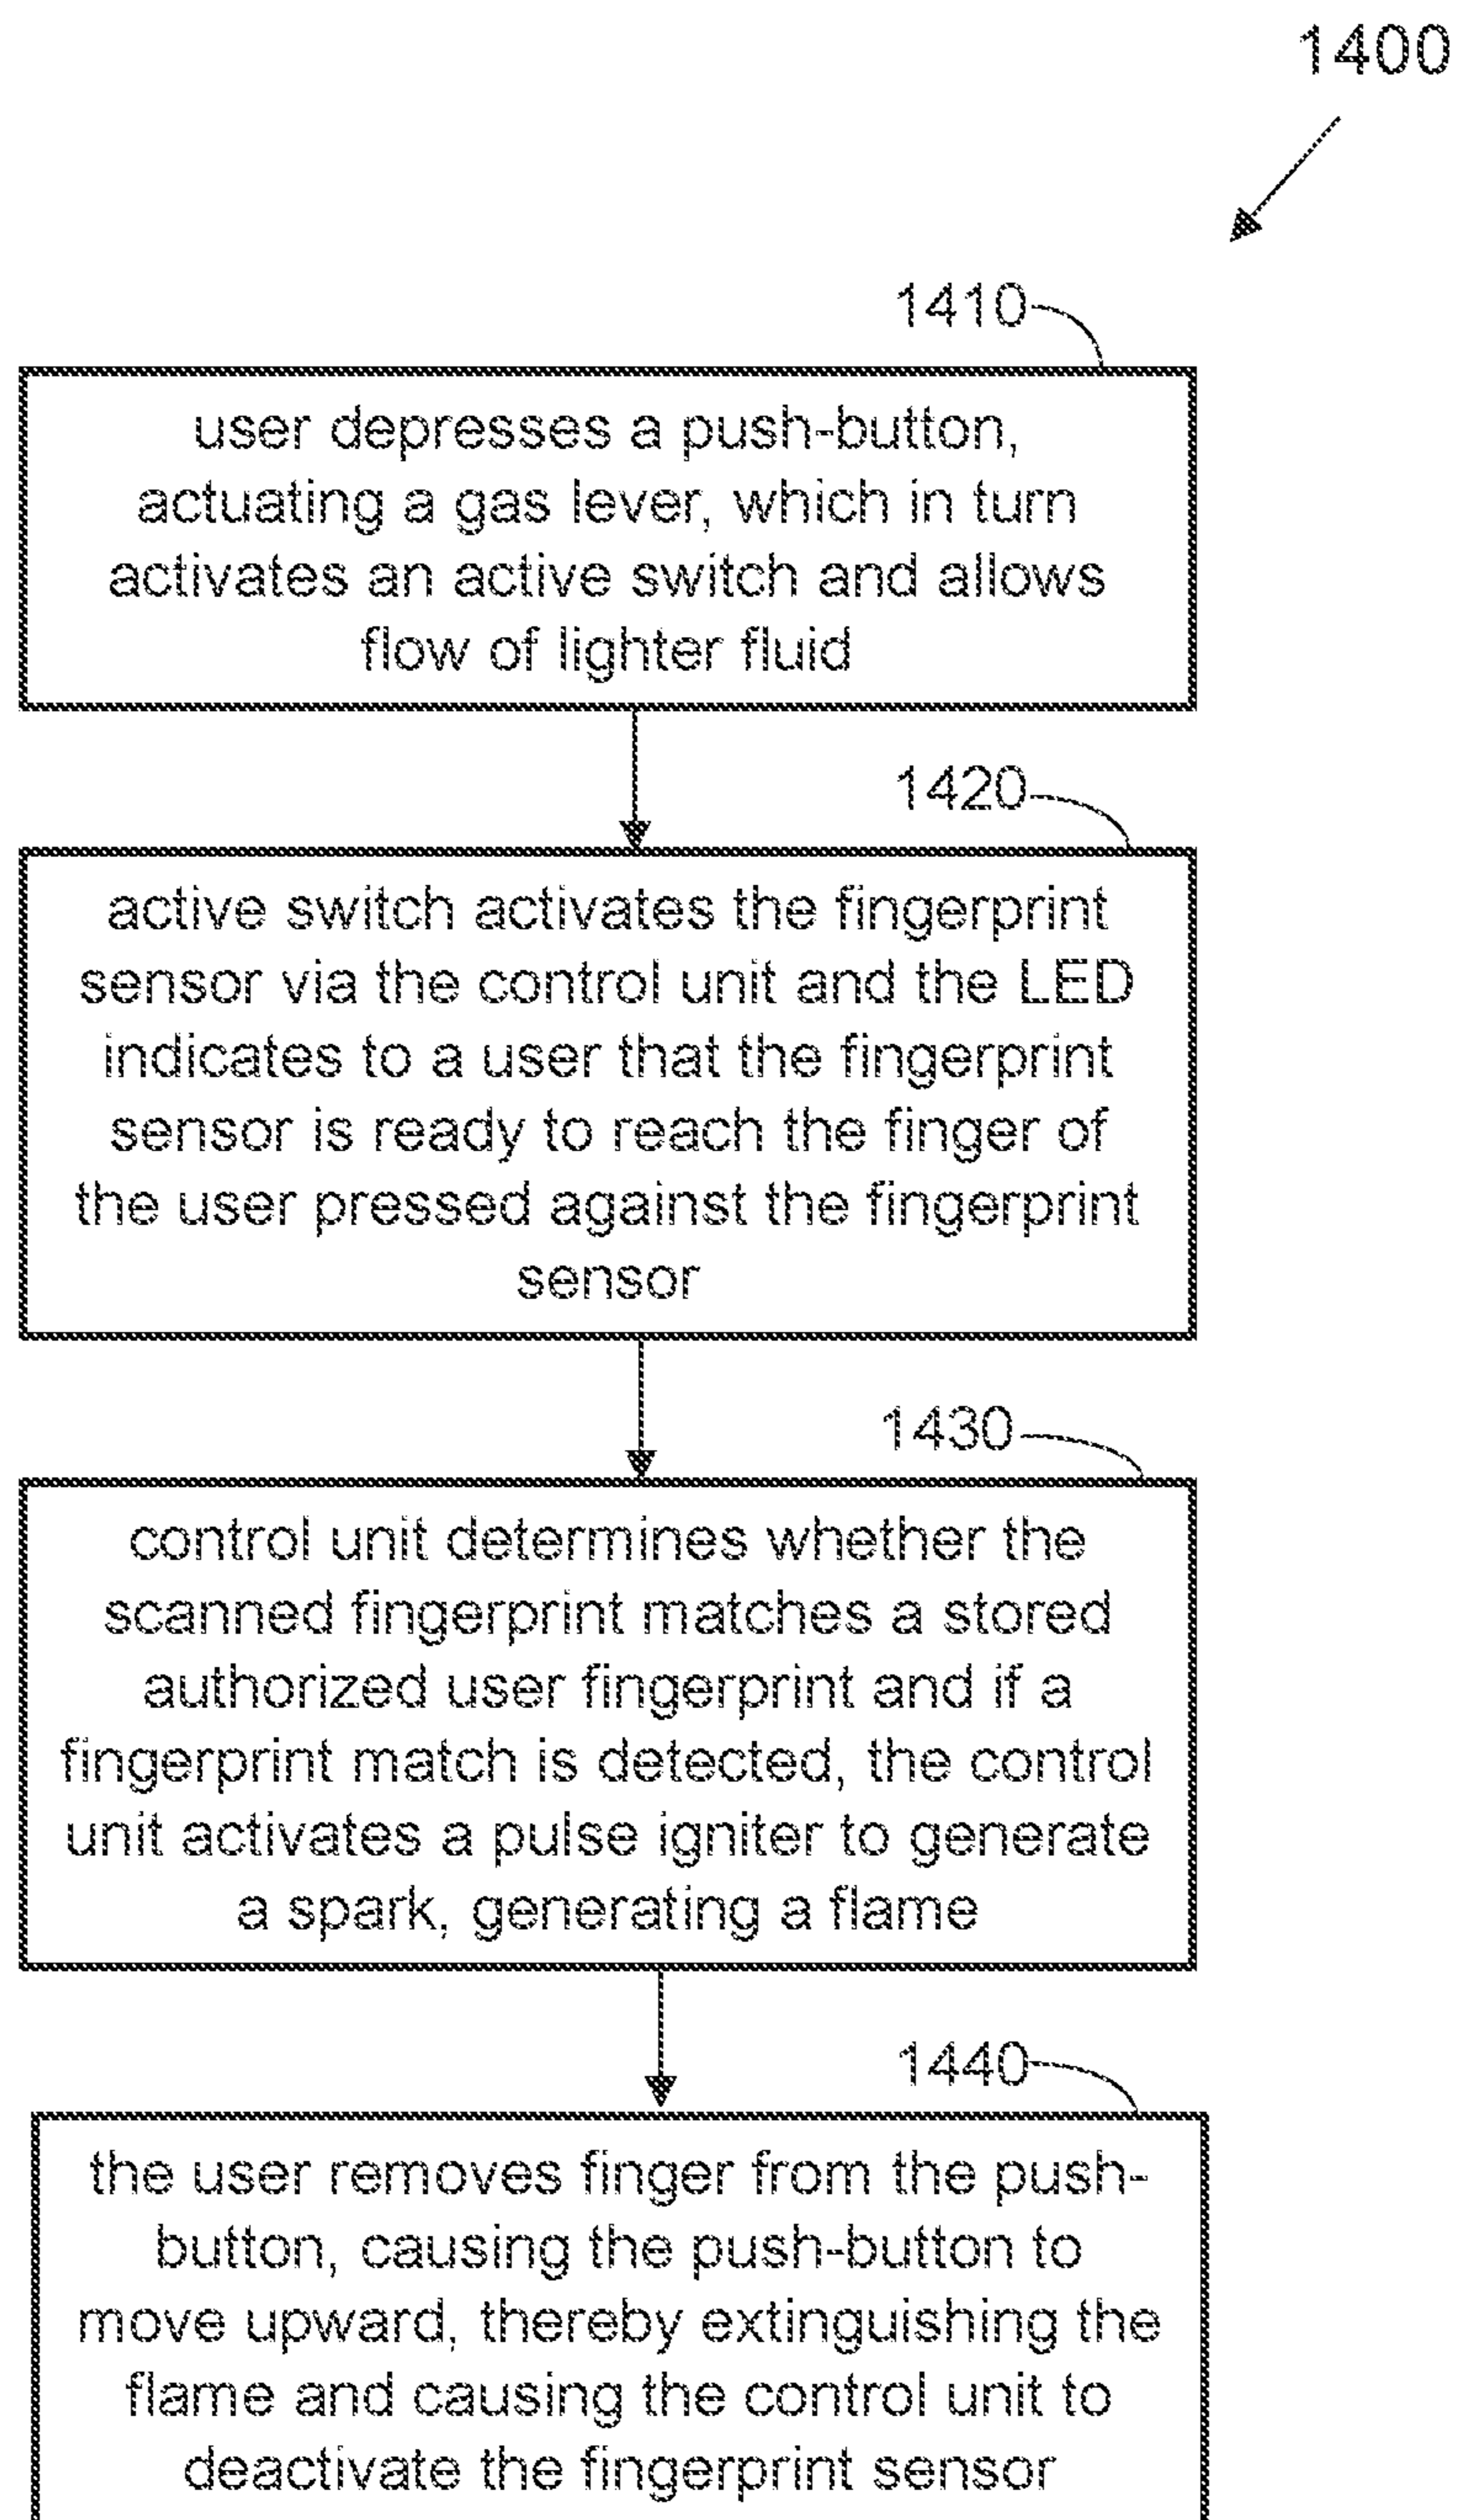 1400
1410
user depresses a push-button,
actuating a gas lever, which in turn
activates an active switch and allows
flow of lighter fluid
1420
active switch activates the fingerprint
sensor via the control unit and the LED
indicates to a user that the fingerprint
sensor is ready to reach the finger of
the user pressed against the fingerprint
sensor
1430
control unit determines whether the
scanned fingerprint matches a stored
authorized user fingerprint and if a
fingerprint match is detected, the control
unit activates a pulse igniter to generate
a spark, generating a flame
1440
the user removes finger from the push-
button, causing the push-button to
move upward, thereby extinguishing the
flame and causing the control unit to
deactivate the fingerprint sensor